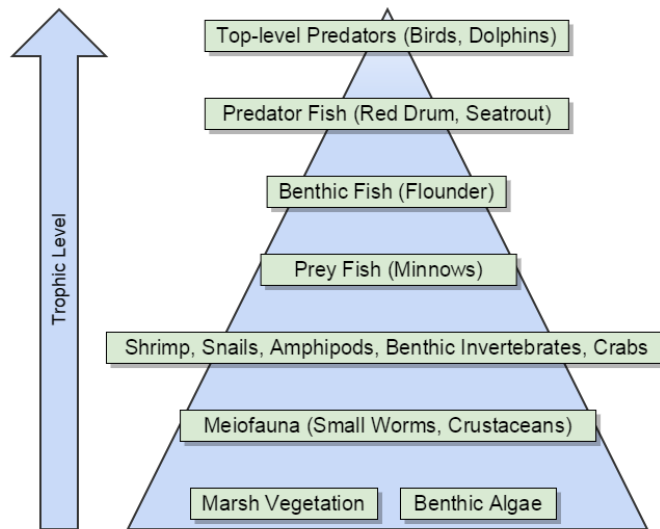 Top-level Predators (Birds, Dolphins)
Predator Fish (Red Drum, Seatrout)
Benthic Fish (Flounder)
Prey Fish (Minnows)
Shrimp, Snails, Amphipods, Benthic Invertebrates, Crabs
Meiofauna (Small Worms, Crustaceans)
Marsh Vegetation
Benthic Algae
Trophic Level